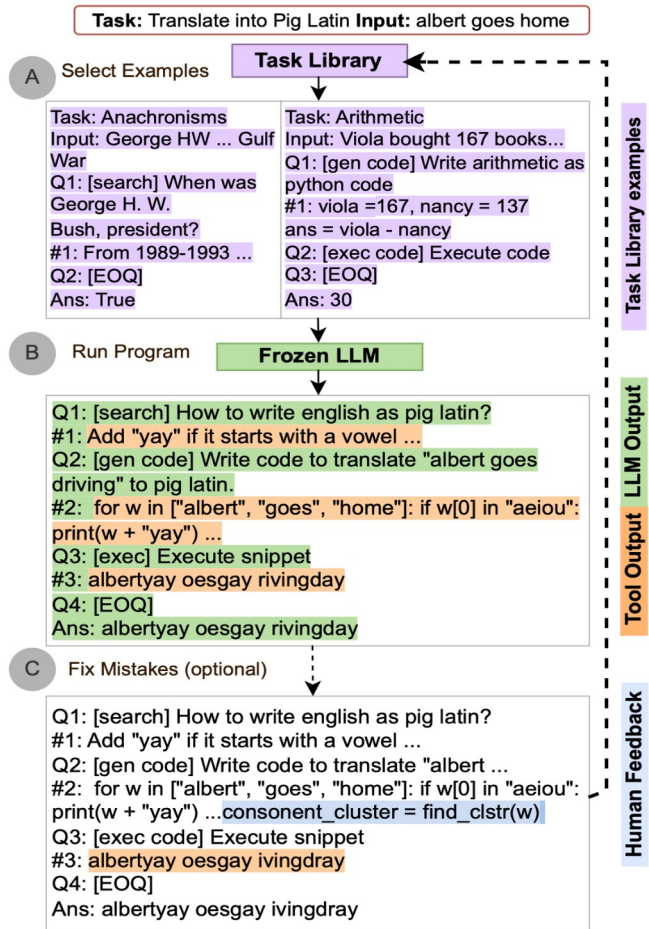 Task: Translate into Pig Latin Input: albert goes home
A
Select Examples
Task Library
Task: Anachronisms
Input: George HW ... Gulf
War
Q1: [search] When was
George H. W.
Bush, president?
#1: From 1989-1993 ...
Q2: [EOQ]
Ans: True
Task: Arithmetic
Input: Viola bought 167 books...
Q1: [gen code] Write arithmetic as
python code
#1: viola =167, nancy = 137
ans = viola - nancy
Q2: [exec code] Execute code
Q3: [EOQ]
Ans: 30
Task Library examples
B
Run Program
Frozen LLM
Q1: [search] How to write english as pig latin?
#1: Add "yay" if it starts with a vowel ...
Q2: [gen code] Write code to translate "albert goes
driving" to pig latin.
#2: for w in ["albert", "goes", "home"]: if w[0] in "aeiou":
print(w + "yay") ...
Q3: [exec] Execute snippet
#3: albertyay oesgay rivingday
Q4: [EOQ]
Ans: albertyay oesgay rivingday
LLM Output
Tool Output
C
Fix Mistakes (optional)
Q1: [search] How to write english as pig latin?
#1: Add "yay" if it starts with a vowel ...
Q2: [gen code] Write code to translate "albert ...
#2: for w in ["albert", "goes", "home"]: if w[0] in "aeiou":
print(w + "yay") ...consonent_cluster = find_clstr(w)
Q3: [exec code] Execute snippet
#3: albertyay oesgay ivingdray
Q4: [EOQ]
Ans: albertyay oesgay ivingdray
Human Feedback